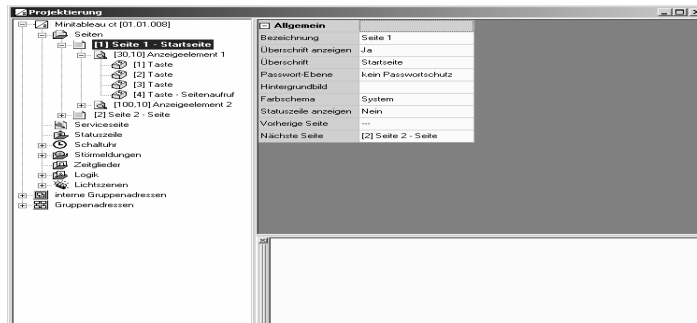 Projektierung
Minitableau ct [01.01.008]
Seiten
[1] Seite 1 - Startseite
[30,10] Anzeigeelement 1
[1] Taste
[2] Taste
[3] Taste
[4] Taste - Seitenaufruf
[100,10] Anzeigeelement 2
[2] Seite 2 - Seite
Serviceseite
Statuszeile
Schaltuhr
Störmeldungen
Zeitglieder
Logik
Lichtszenen
interne Gruppenadressen
Gruppenadressen
Allgemein
Bezeichnung Seite 1
Überschrift anzeigen Ja
Überschrift Startseite
Passwort-Ebene kein Passwortschutz
Hintergrundbild
Farbschema System
Statuszeile anzeigen Nein
Vorherige Seite ---
Nächste Seite [2] Seite 2 - Seite